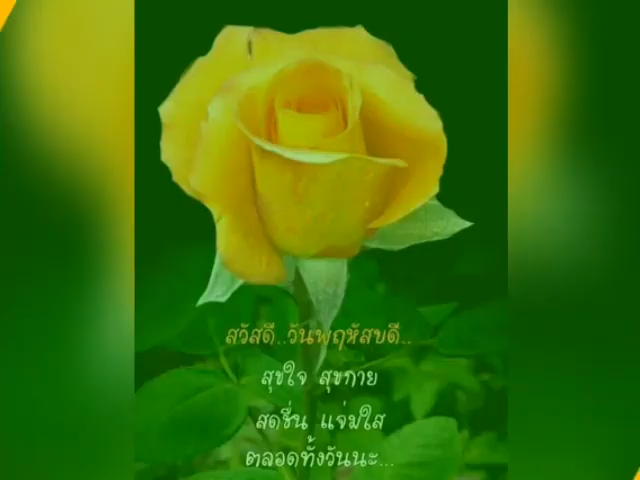 สวัสดี..วันพฤหัสบดี..
สุขใจ สุขกาย
สดชื่น แจ่มใส
ตลอดทั้งวันนะ...